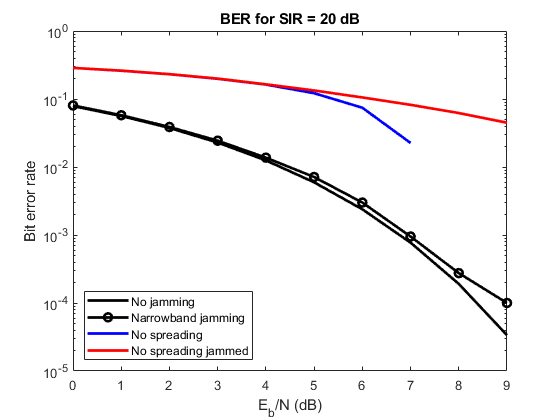 BER for SIR = 20 dB
10^0
10^-1
10^-2
10^-3
10^-4
10^-5
Bit error rate
No jamming
Narrowband jamming
No spreading
No spreading jammed
0 1 2 3 4 5 6 7 8 9
E_b/N (dB)